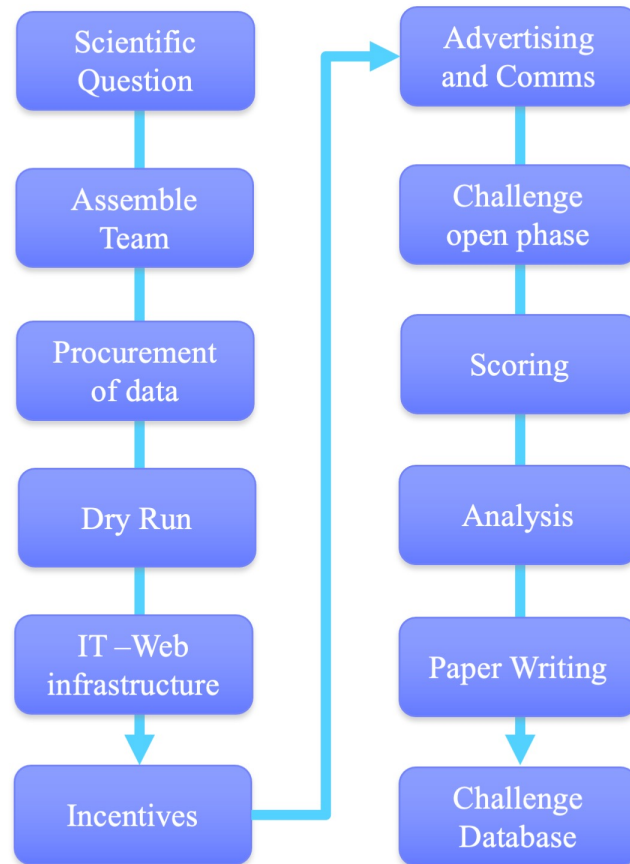 Scientific
Question
Assemble
Team
Procurement
of data
Dry Run
IT –Web
infrastructure
Incentives
Advertising
and Comms
Challenge
open phase
Scoring
Analysis
Paper Writing
Challenge
Database